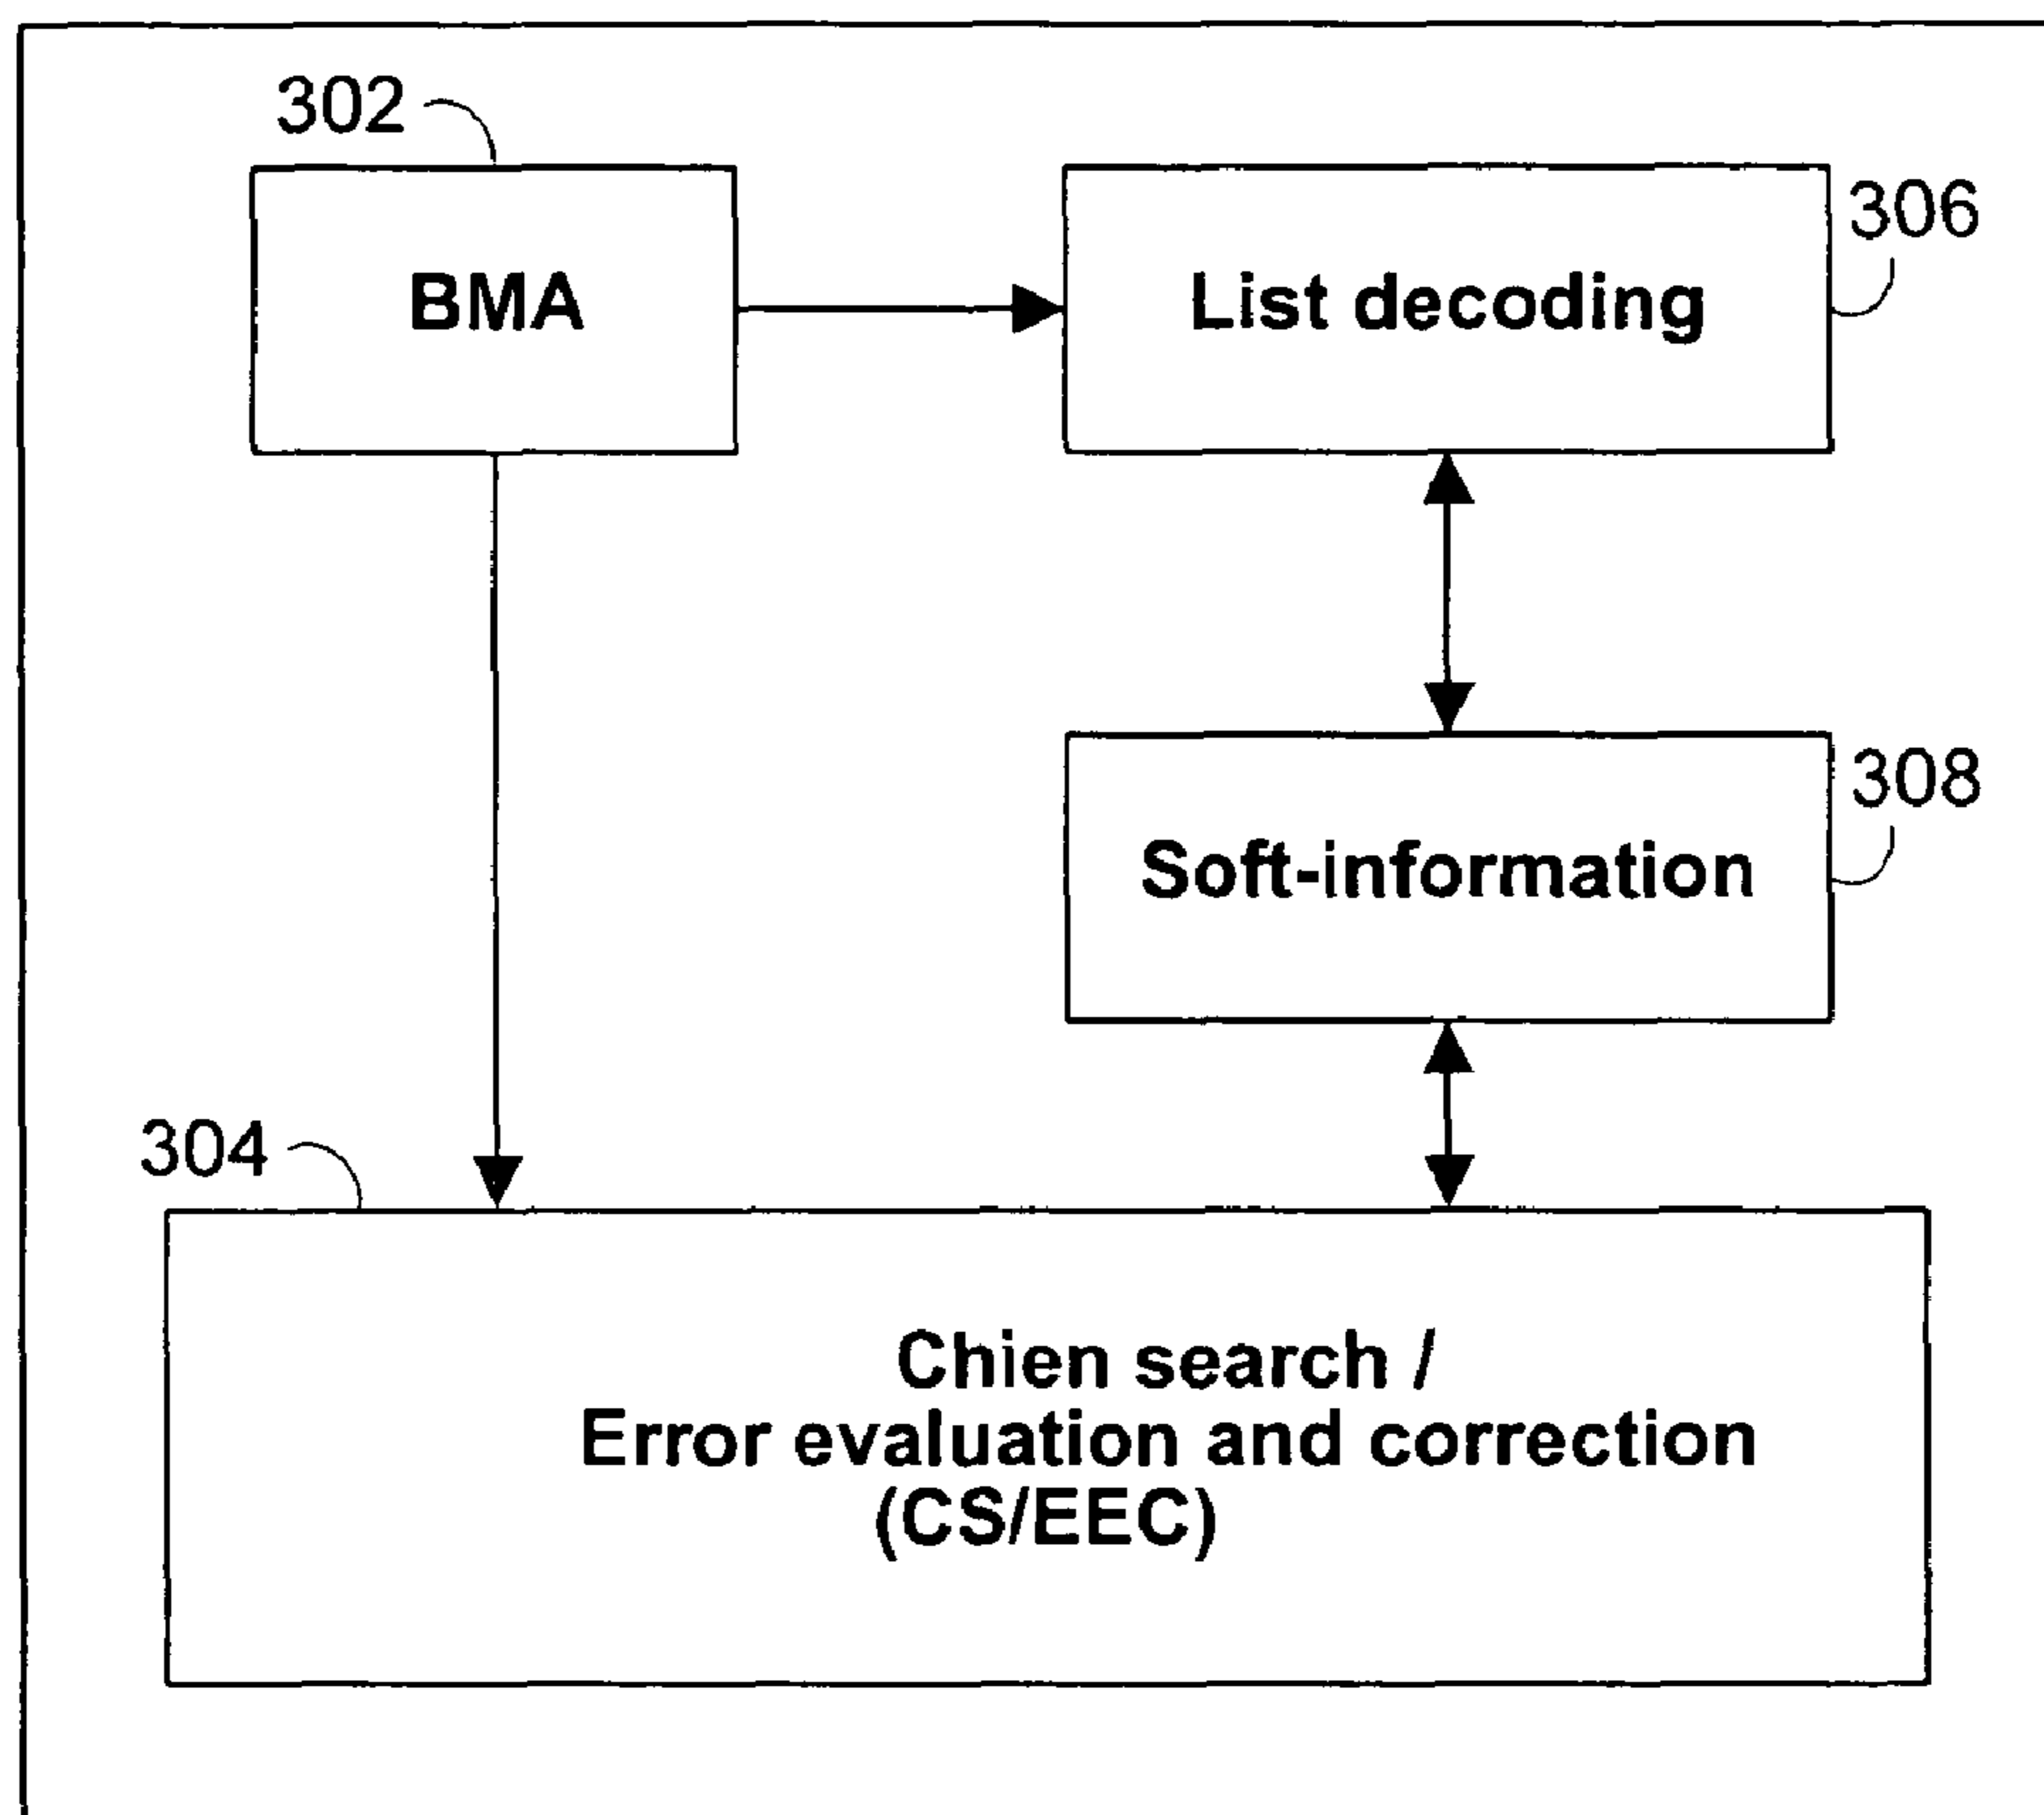 302
306
BMA
List decoding
308
Soft-information
304
Chien search /
Error evaluation and correction
(CS/EEC)